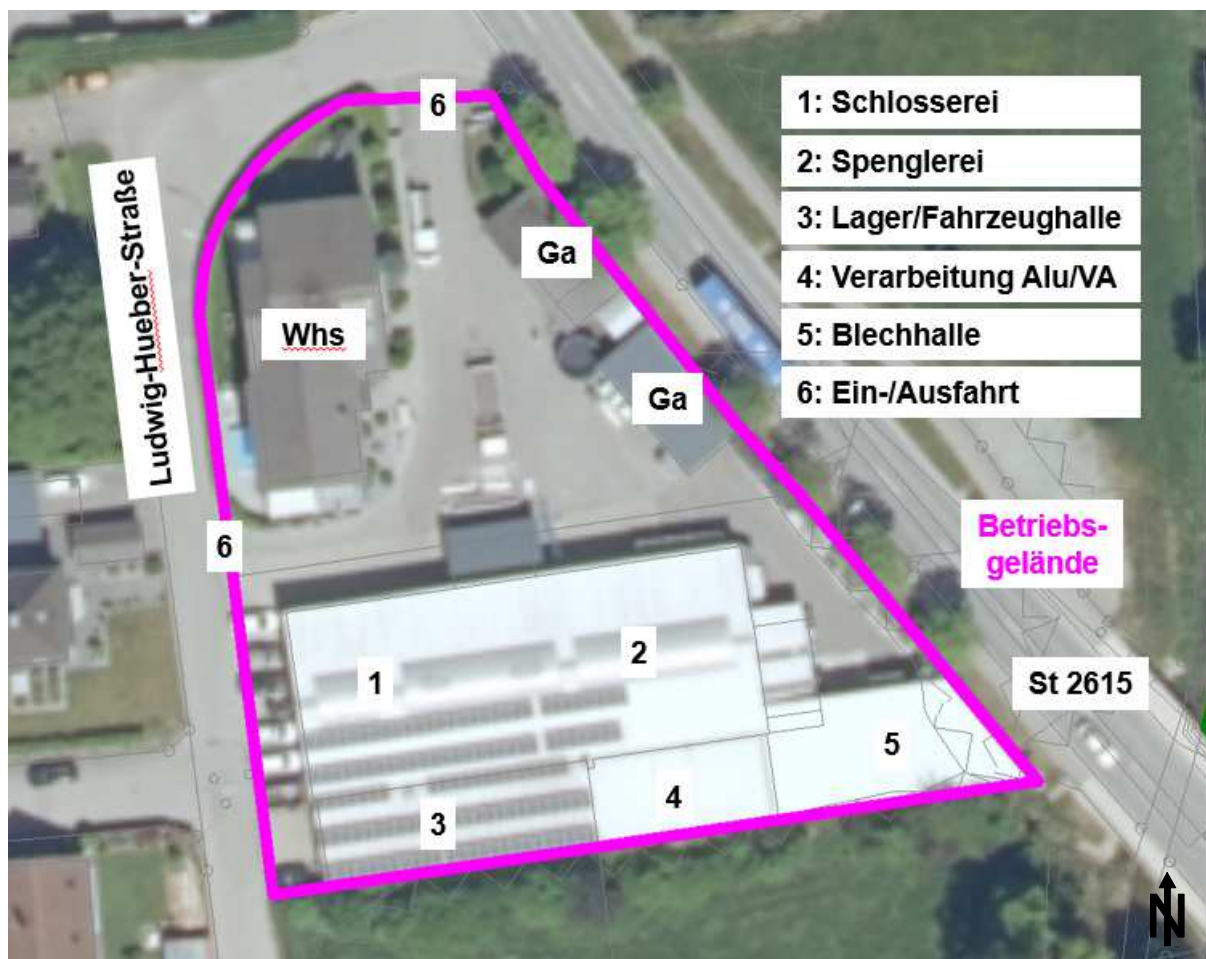 6
1: Schlosserei
2: Spenglerei
3: Lager/Fahrzeughalle
4: Verarbeitung Alu/VA
5: Blechhalle
6: Ein-/Ausfahrt
Ludwig-Hueber-Straße
Ga
Whs
Ga
6
Betriebs-
gelände
1
2
St 2615
3
4
5
N